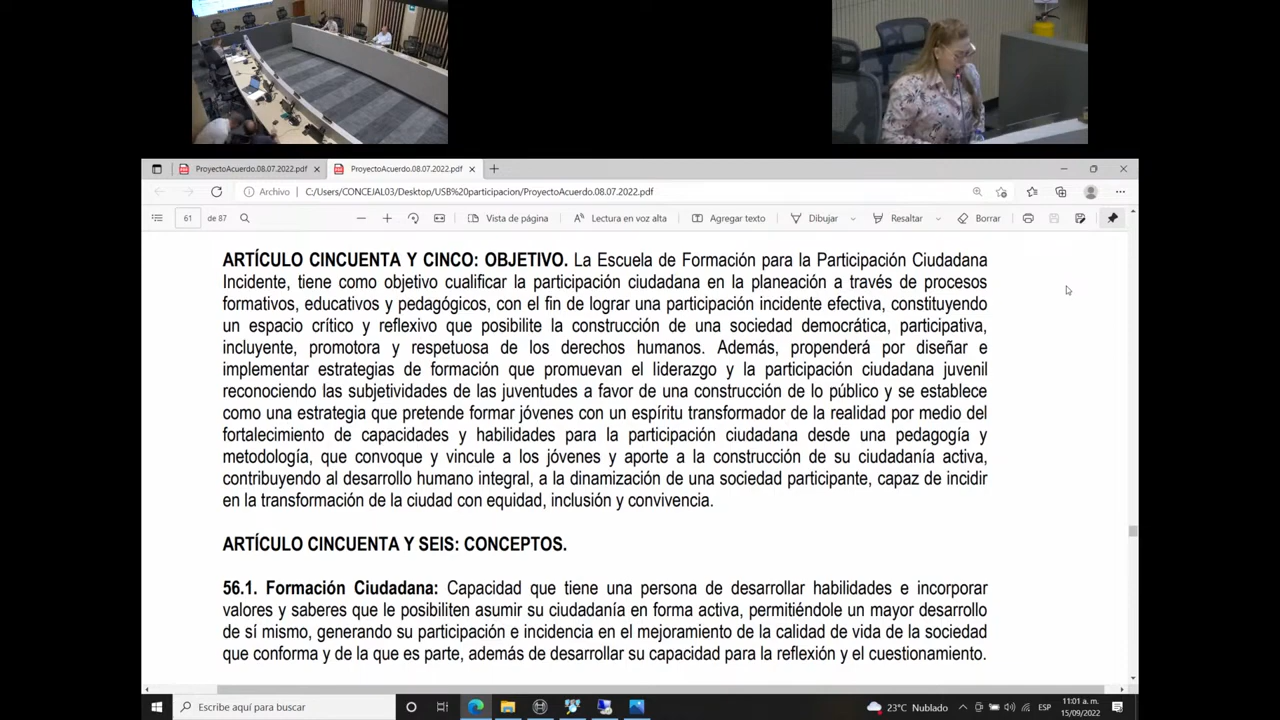 ProyectoAcuerdo.08.07.2022.pdf
ProyectoAcuerdo.08.07.2022.pdf
Archivo
C:/Users/CONCEJAL03/Desktop/USB%20participacion/ProyectoAcuerdo.08.07.2022.pdf
61 de 87
Vista de página
Lectura en voz alta
Agregar texto
Dibujar
Resaltar
Borrar
ARTÍCULO CINCUENTA Y CINCO: OBJETIVO. La Escuela de Formación para la Participación Ciudadana
Incidente, tiene como objetivo cualificar la participación ciudadana en la planeación a través de procesos
formativos, educativos y pedagógicos, con el fin de lograr una participación incidente efectiva, constituyendo
un espacio crítico y reflexivo que posibilite la construcción de una sociedad democrática, participativa,
incluyente, promotora y respetuosa de los derechos humanos. Además, propenderá por diseñar e
implementar estrategias de formación que promuevan el liderazgo y la participación ciudadana juvenil
reconociendo las subjetividades de las juventudes a favor de una construcción de lo público y se establece
como una estrategia que pretende formar jóvenes con un espíritu transformador de la realidad por medio del
fortalecimiento de capacidades y habilidades para la participación ciudadana desde una pedagogía y
metodología, que convoque y vincule a los jóvenes y aporte a la construcción de su ciudadanía activa,
contribuyendo al desarrollo humano integral, a la dinamización de una sociedad participante, capaz de incidir
en la transformación de la ciudad con equidad, inclusión y convivencia.
ARTÍCULO CINCUENTA Y SEIS: CONCEPTOS.
56.1. Formación Ciudadana: Capacidad que tiene una persona de desarrollar habilidades e incorporar
valores y saberes que le posibiliten asumir su ciudadanía en forma activa, permitiéndole un mayor desarrollo
de sí mismo, generando su participación e incidencia en el mejoramiento de la calidad de vida de la sociedad
que conforma y de la que es parte, además de desarrollar su capacidad para la reflexión y el cuestionamiento.
Escribe aquí para buscar
23°C Nublado
ESP
11:01 a. m.
15/09/2022